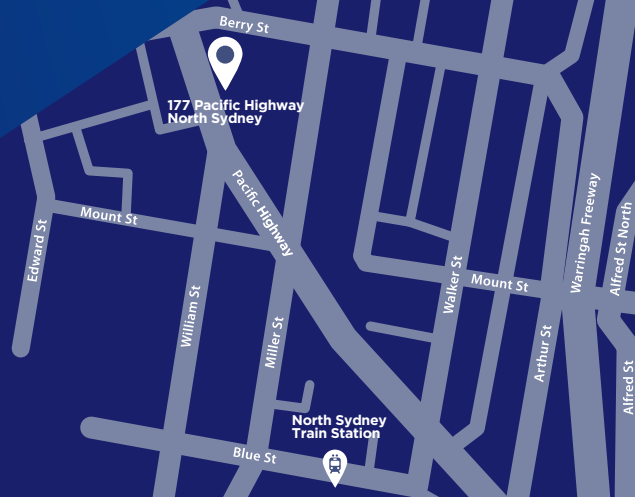 Berry St
177 Pacific Highway
North Sydney
Pacific Highway
Mount St
Edward St
William St
Miller St
Walker St
Mount St
Warringah Freeway
Alfred St North
Arthur St
Alfred St
North Sydney
Train Station
Blue St